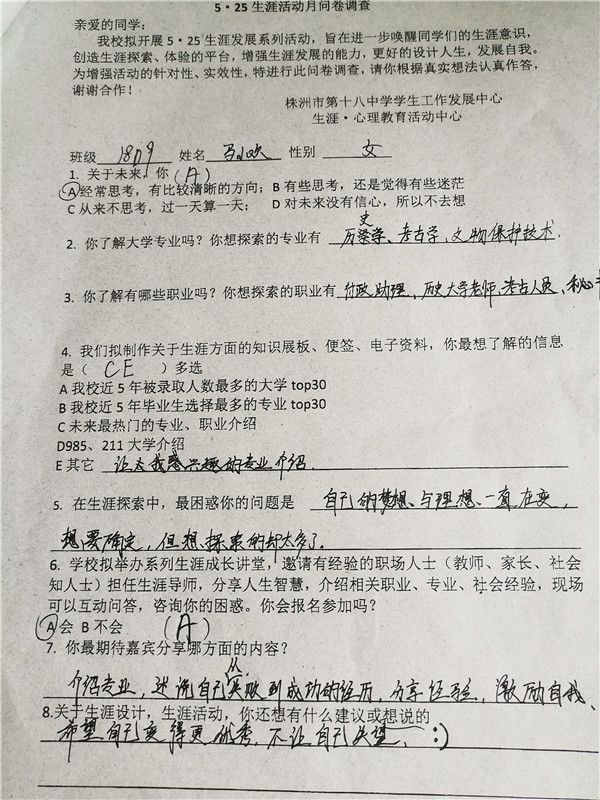 5·25生涯活动月问卷调查
亲爱的同学：
我校拟开展5·25生涯发展系列活动，旨在进一步唤醒同学们的生涯意识，
创造生涯探索、体验的平台，增强生涯发展的能力，更好的设计人生，发展自我。
为增强活动的针对性、实效性，特进行此问卷调查，请你根据真实想法认真作答，
谢谢合作！
株洲市第十八中学学生工作发展中心
生涯·心理教育活动中心
班级 1809 姓名 性别 女
1. 关于未来，你（A）
A经常思考，有比较清晰的方向； B有些思考，还是觉得有些迷茫
C从来不思考，过一天算一天； D对未来没有信心，所以不去想
2. 你了解大学专业吗？你想探索的专业有 历史学、考古学、文物保护技术.
3. 你了解有哪些职业吗？你想探索的职业有 行政助理，历史大学老师，考古人员、秘
4. 我们拟制作关于生涯方面的知识展板、便签、电子资料，你最想了解的信息
是（ CE ）多选
A我校近5年被录取人数最多的大学top30
B我校近5年毕业生选择最多的专业top30
C未来最热门的专业、职业介绍
D985、211大学介绍
E其它 让我感兴趣的专业介绍.
5. 在生涯探索中，最困惑你的问题是 自己的梦想、与理想、一直在变，
想要确定，但想探索的却太多了.
6. 学校拟举办系列生涯成长讲堂，邀请有经验的职场人士（教师、家长、社会
知人士）担任生涯导师，分享人生智慧，介绍相关职业、专业、社会经验，现场
可以互动问答，咨询你的困惑。你会报名参加吗？
A会 B不会 （A）
7. 你最期待嘉宾分享哪方面的内容？
介绍专业，述说自己从失败到成功的经历，分享经验，激励自我、
8.关于生涯设计，生涯活动，你还想有什么建议或想说的
希望自己变得更优秀，不让自己失望、:)